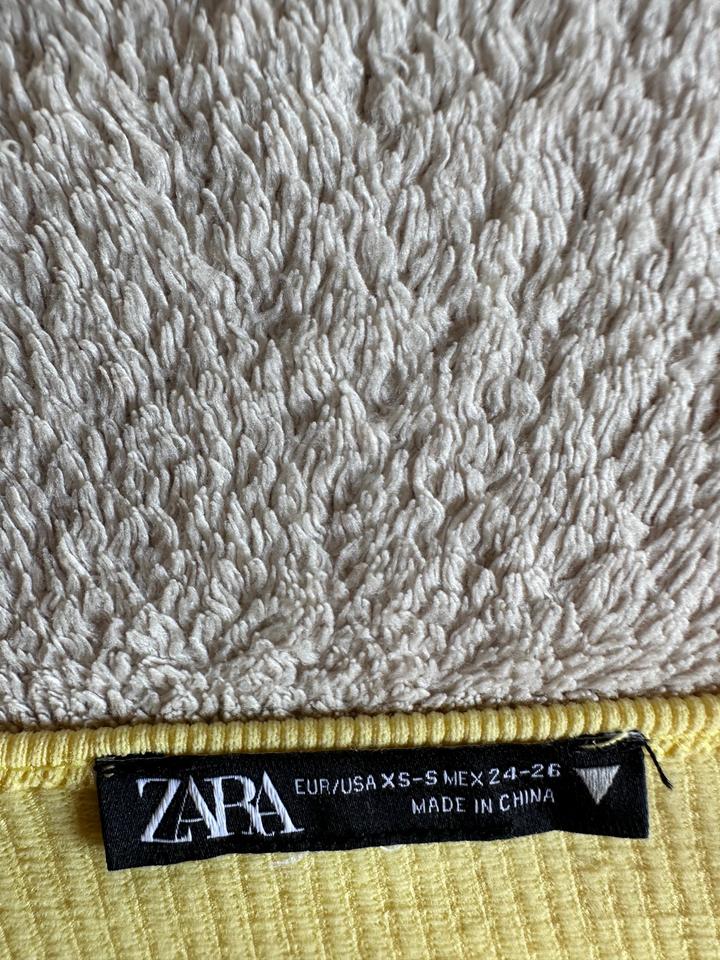 ZARA
EUR/USA XS-S MEX 24-26
MADE IN CHINA